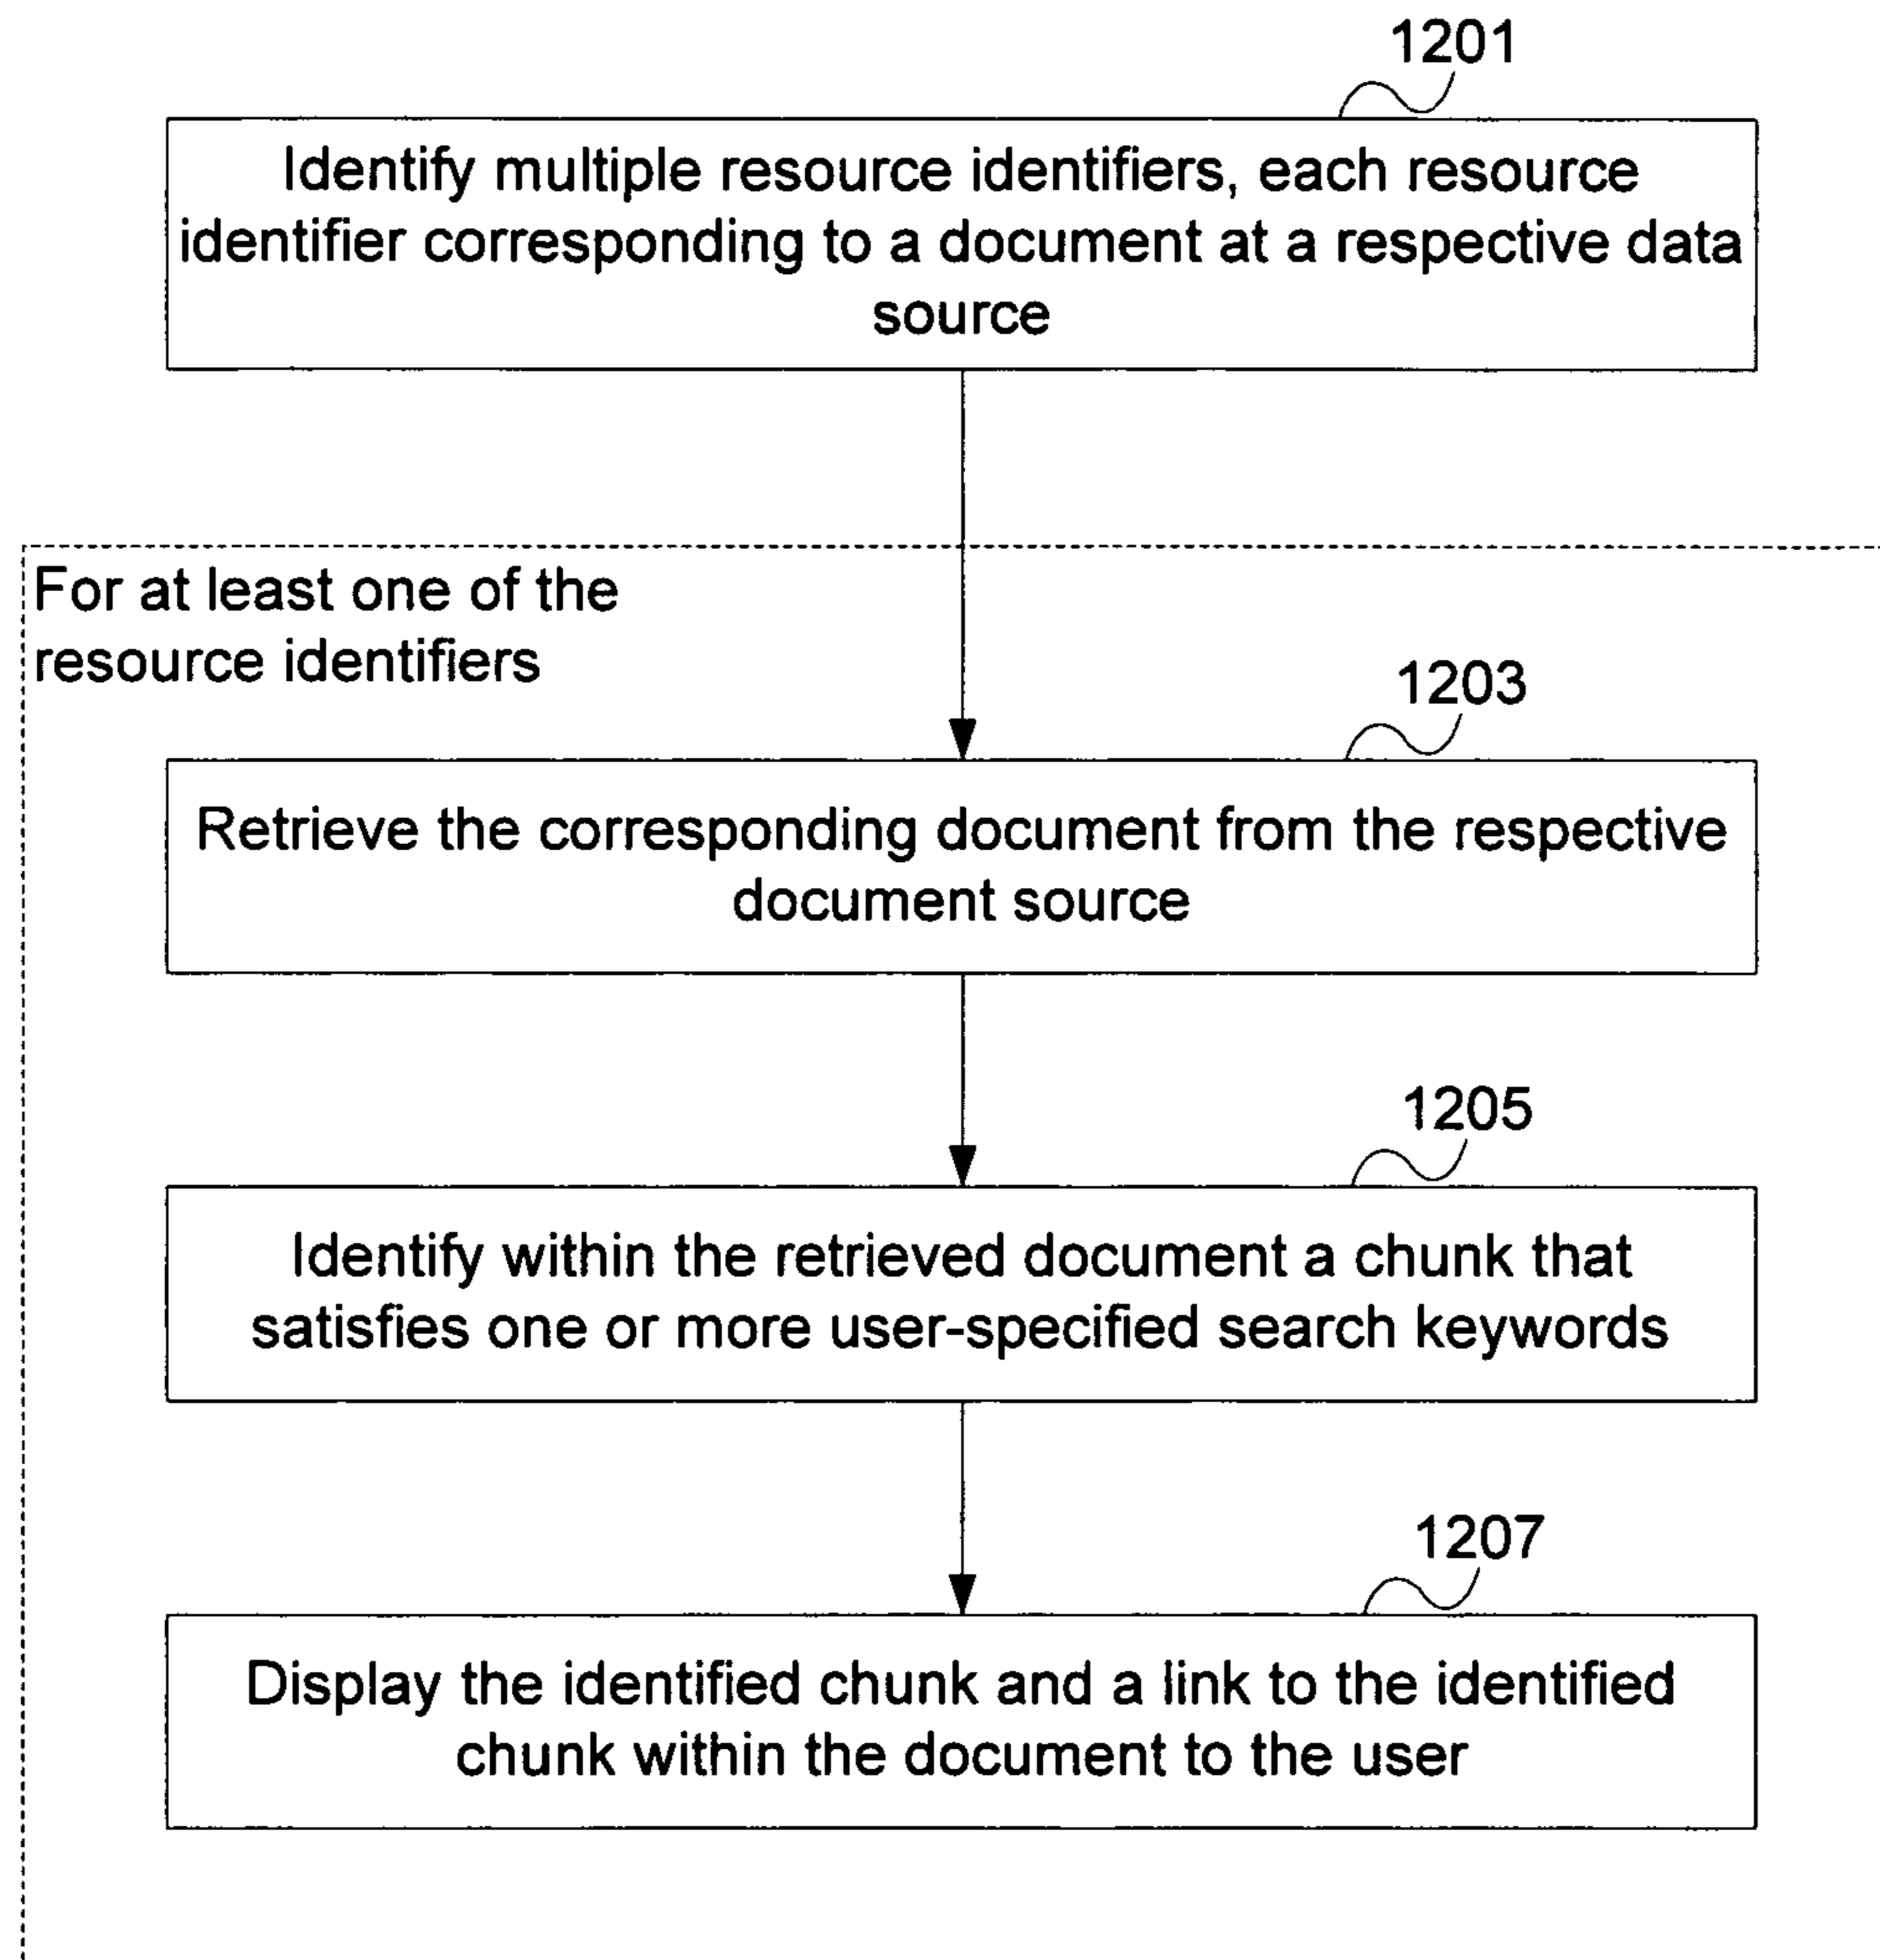 1201
Identify multiple resource identifiers, each resource
identifier corresponding to a document at a respective data
source
For at least one of the
resource identifiers
1203
Retrieve the corresponding document from the respective
document source
1205
Identify within the retrieved document a chunk that
satisfies one or more user-specified search keywords
1207
Display the identified chunk and a link to the identified
chunk within the document to the user